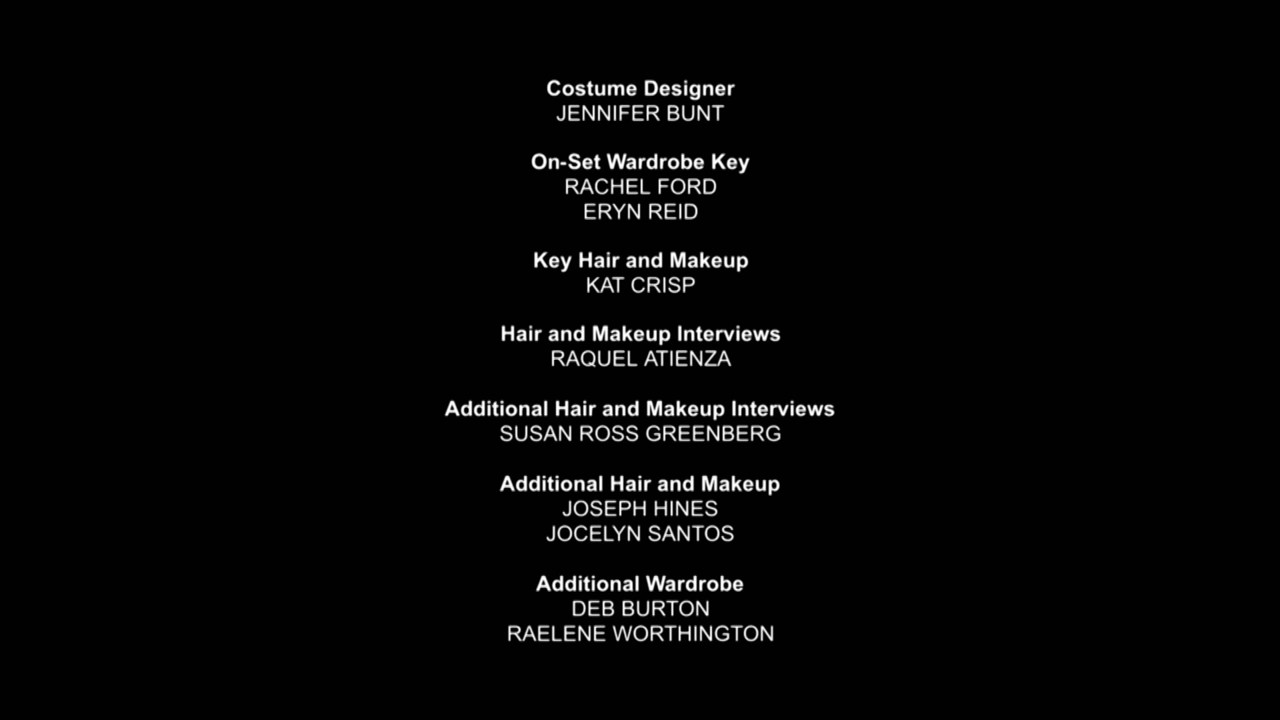 Costume Designer
JENNIFER BUNT
On-Set Wardrobe Key
RACHEL FORD
ERYN REID
Key Hair and Makeup
KAT CRISP
Hair and Makeup Interviews
RAQUEL ATIENZA
Additional Hair and Makeup Interviews
SUSAN ROSS GREENBERG
Additional Hair and Makeup
JOSEPH HINES
JOCELYN SANTOS
Additional Wardrobe
DEB BURTON
RAELENE WORTHINGTON